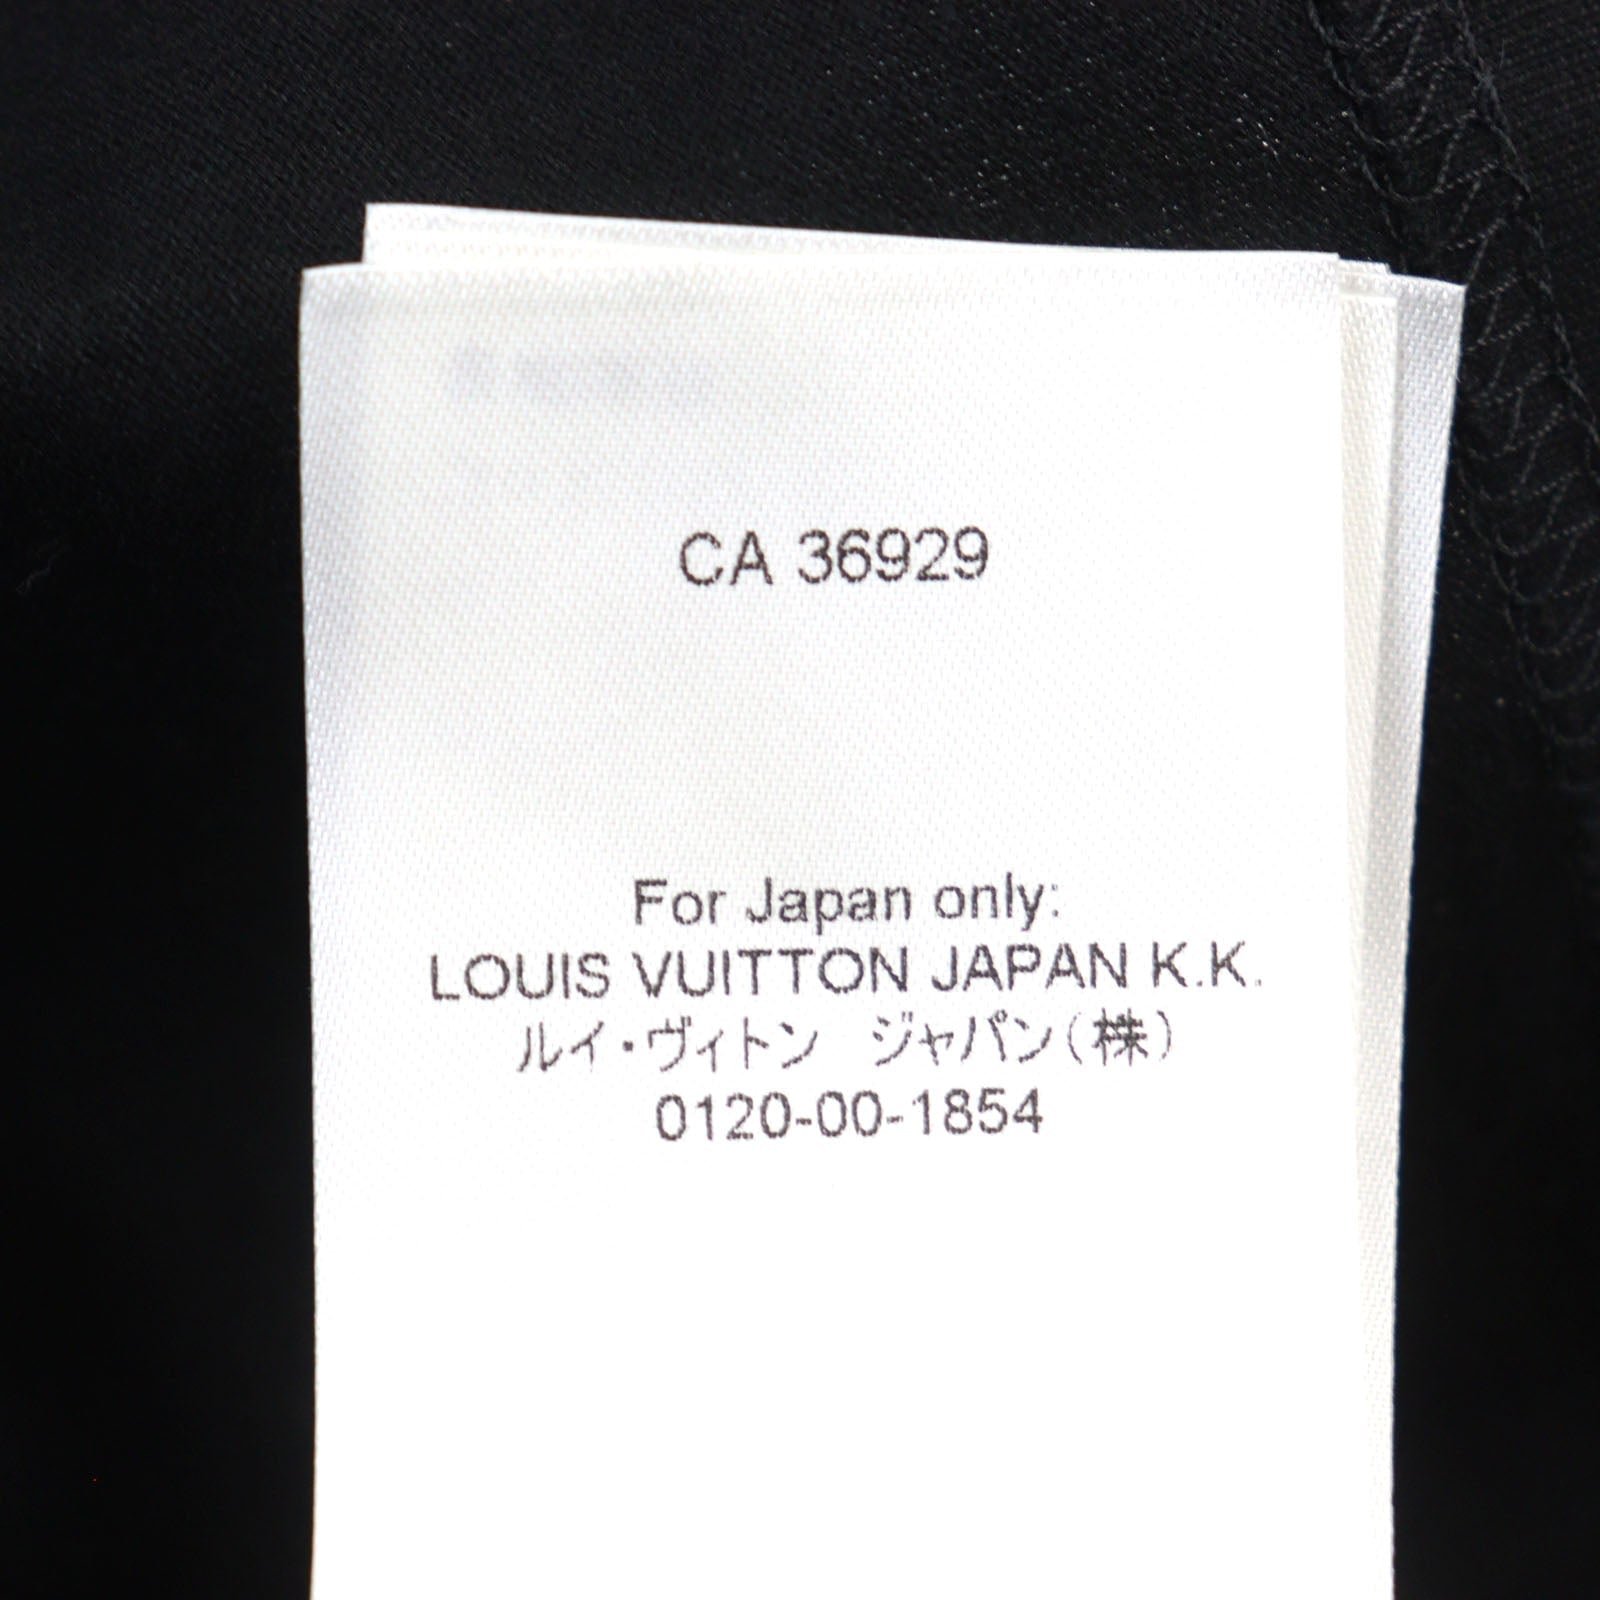 CA 36929
For Japan only:
LOUIS VUITTON JAPAN K.K.
ルイ・ヴィトン　ジャパン(株)
0120-00-1854